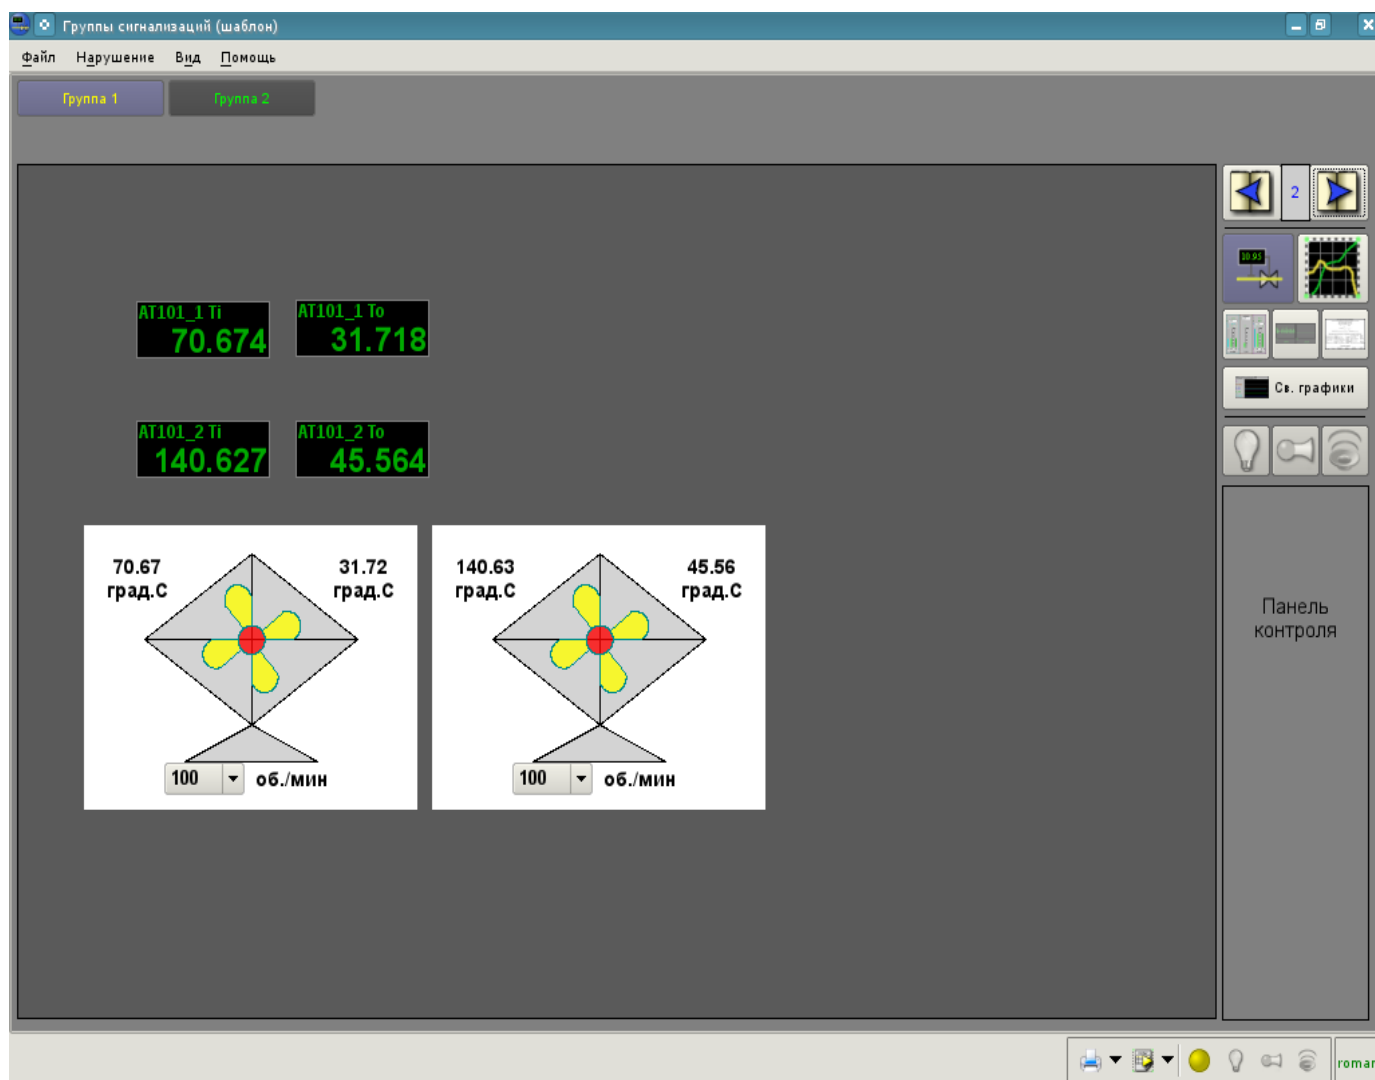 Группы сигнализаций (шаблон)
Файл Нарушение Вид Помощь
Группа 1 Группа 2
2
10.95
AT101_1 Ti AT101_1 To
70.674 31.718
Св. графики
AT101_2 Ti AT101_2 To
140.627 45.564
70.67 31.72 140.63 45.56
град.С град.С град.С град.С
Панель
контроля
100 об./мин 100 об./мин
roman